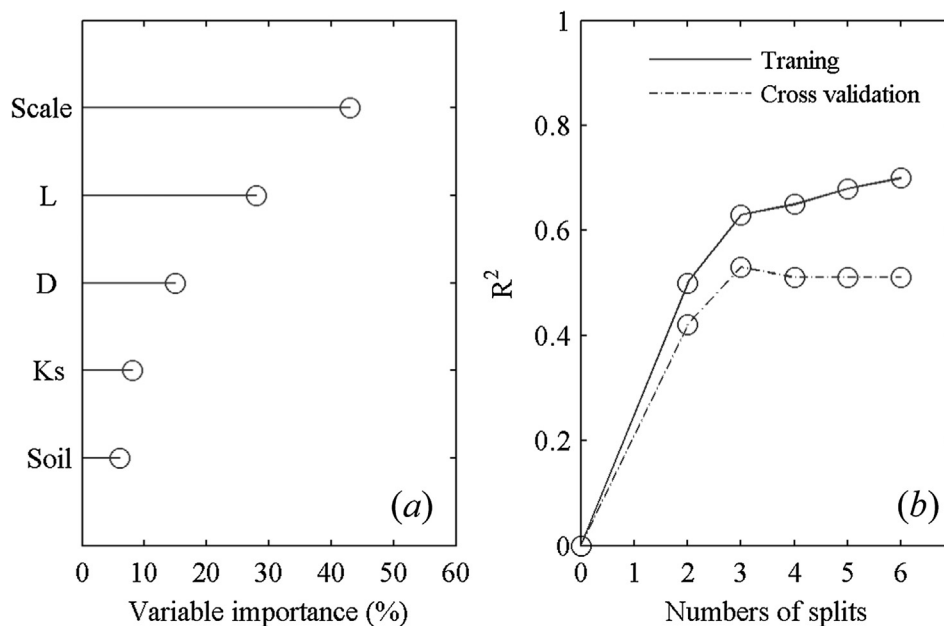 Scale
L
D
Ks
Soil
0 10 20 30 40 50 60
Variable importance (%)
(a)
1
0.8
0.6
0.4
0.2
0
R²
Traning
Cross validation
(b)
0 1 2 3 4 5 6
Numbers of splits